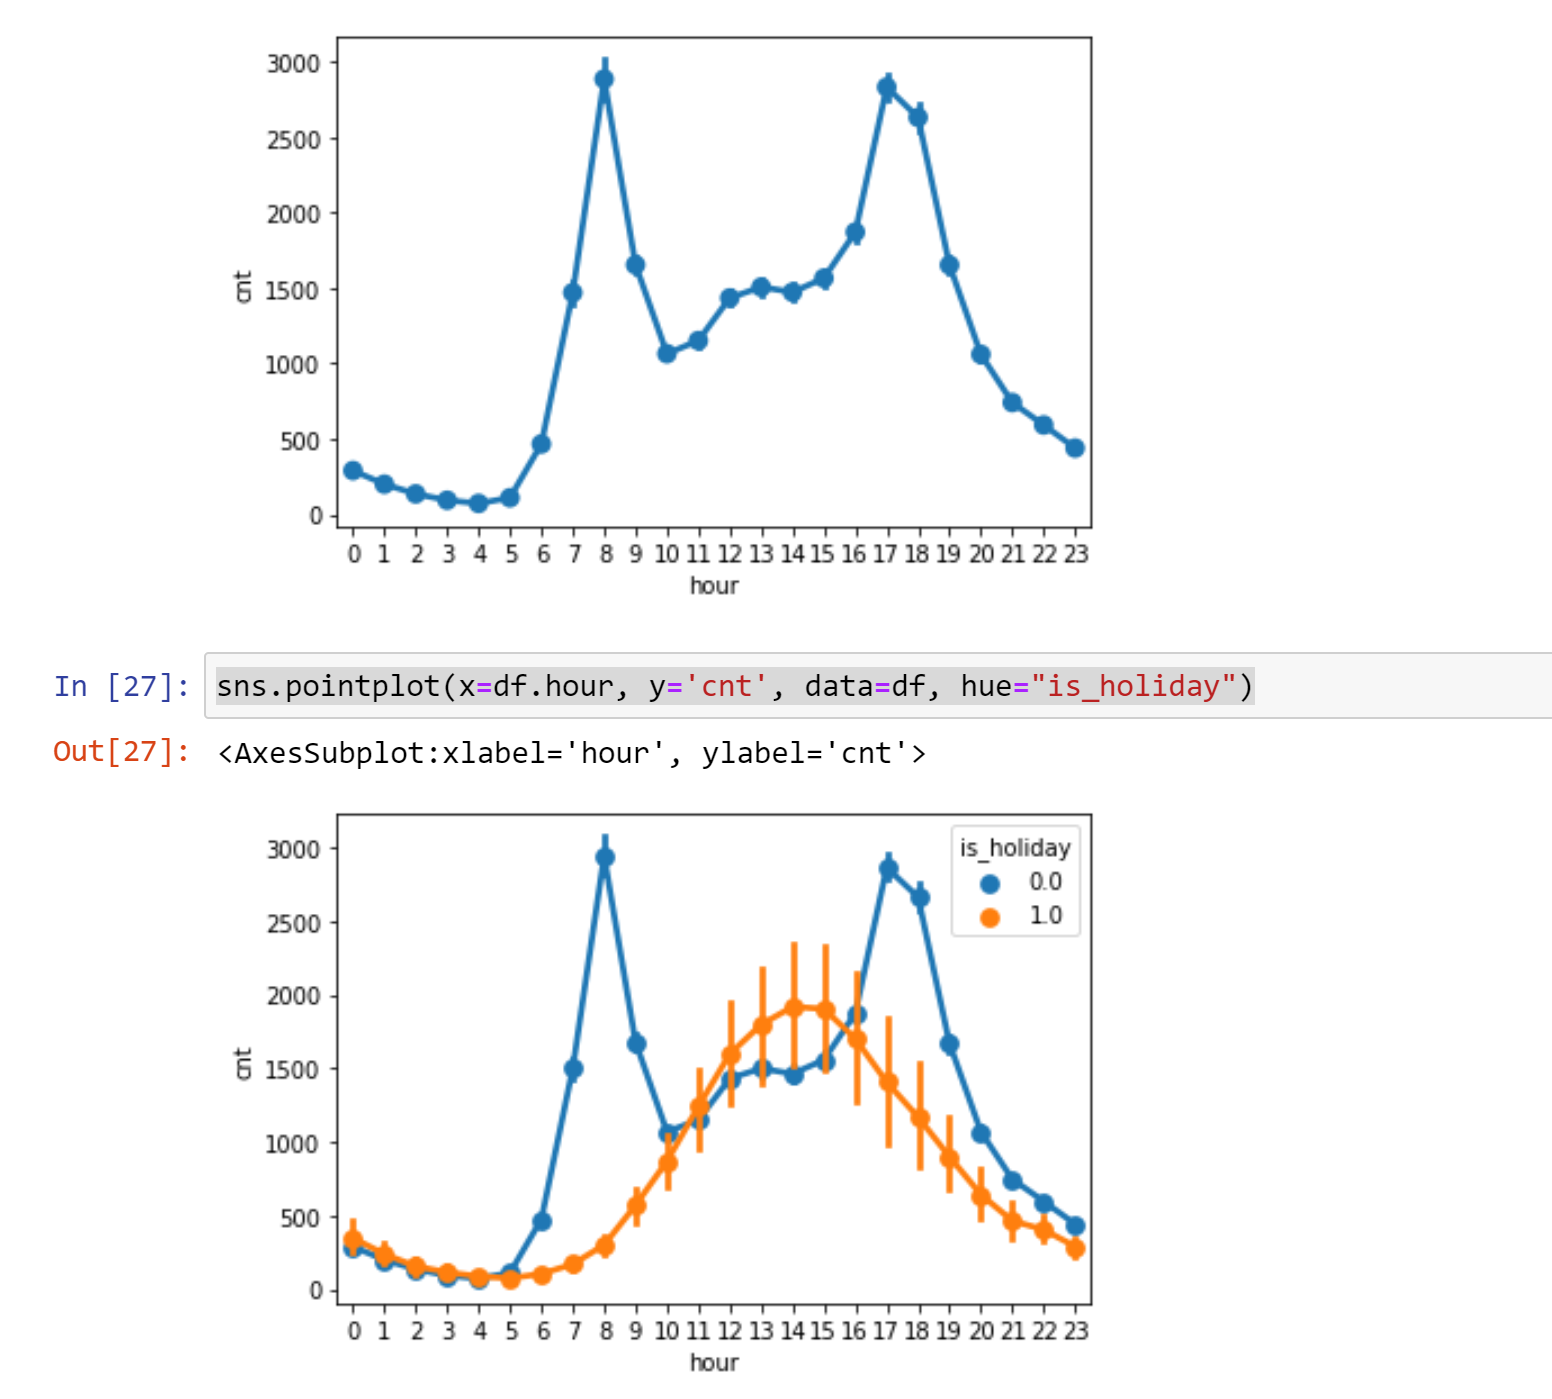 3000
2500
2000
1500
1000
500
0
cnt
0 1 2 3 4 5 6 7 8 9 10 11 12 13 14 15 16 17 18 19 20 21 22 23
hour
In [27]: sns.pointplot(x=df.hour, y='cnt', data=df, hue="is_holiday")
Out[27]: <AxesSubplot:xlabel='hour', ylabel='cnt'>
is_holiday
0.0
1.0
3000
2500
2000
1500
1000
500
0
cnt
0 1 2 3 4 5 6 7 8 9 10 11 12 13 14 15 16 17 18 19 20 21 22 23
hour